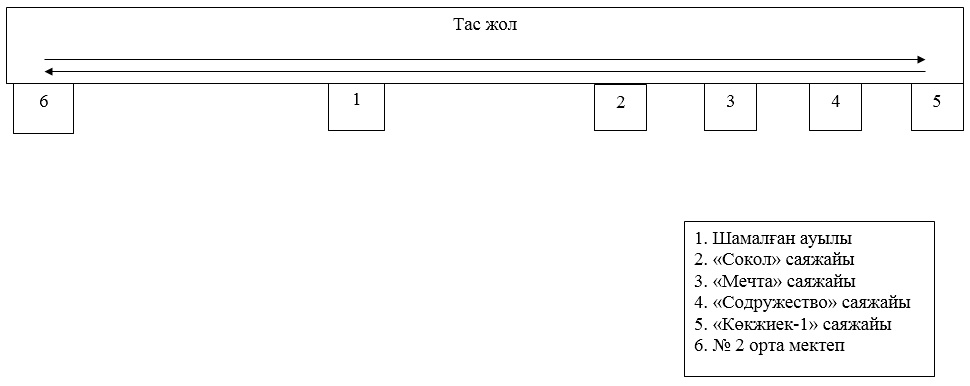 Тас жол
6
1
2
3
4
5
1. Шамалған ауылы
2. «Сокол» саяжайы
3. «Мечта» саяжайы
4. «Содружество» саяжайы
5. «Көкжиек-1» саяжайы
6. № 2 орта мектеп